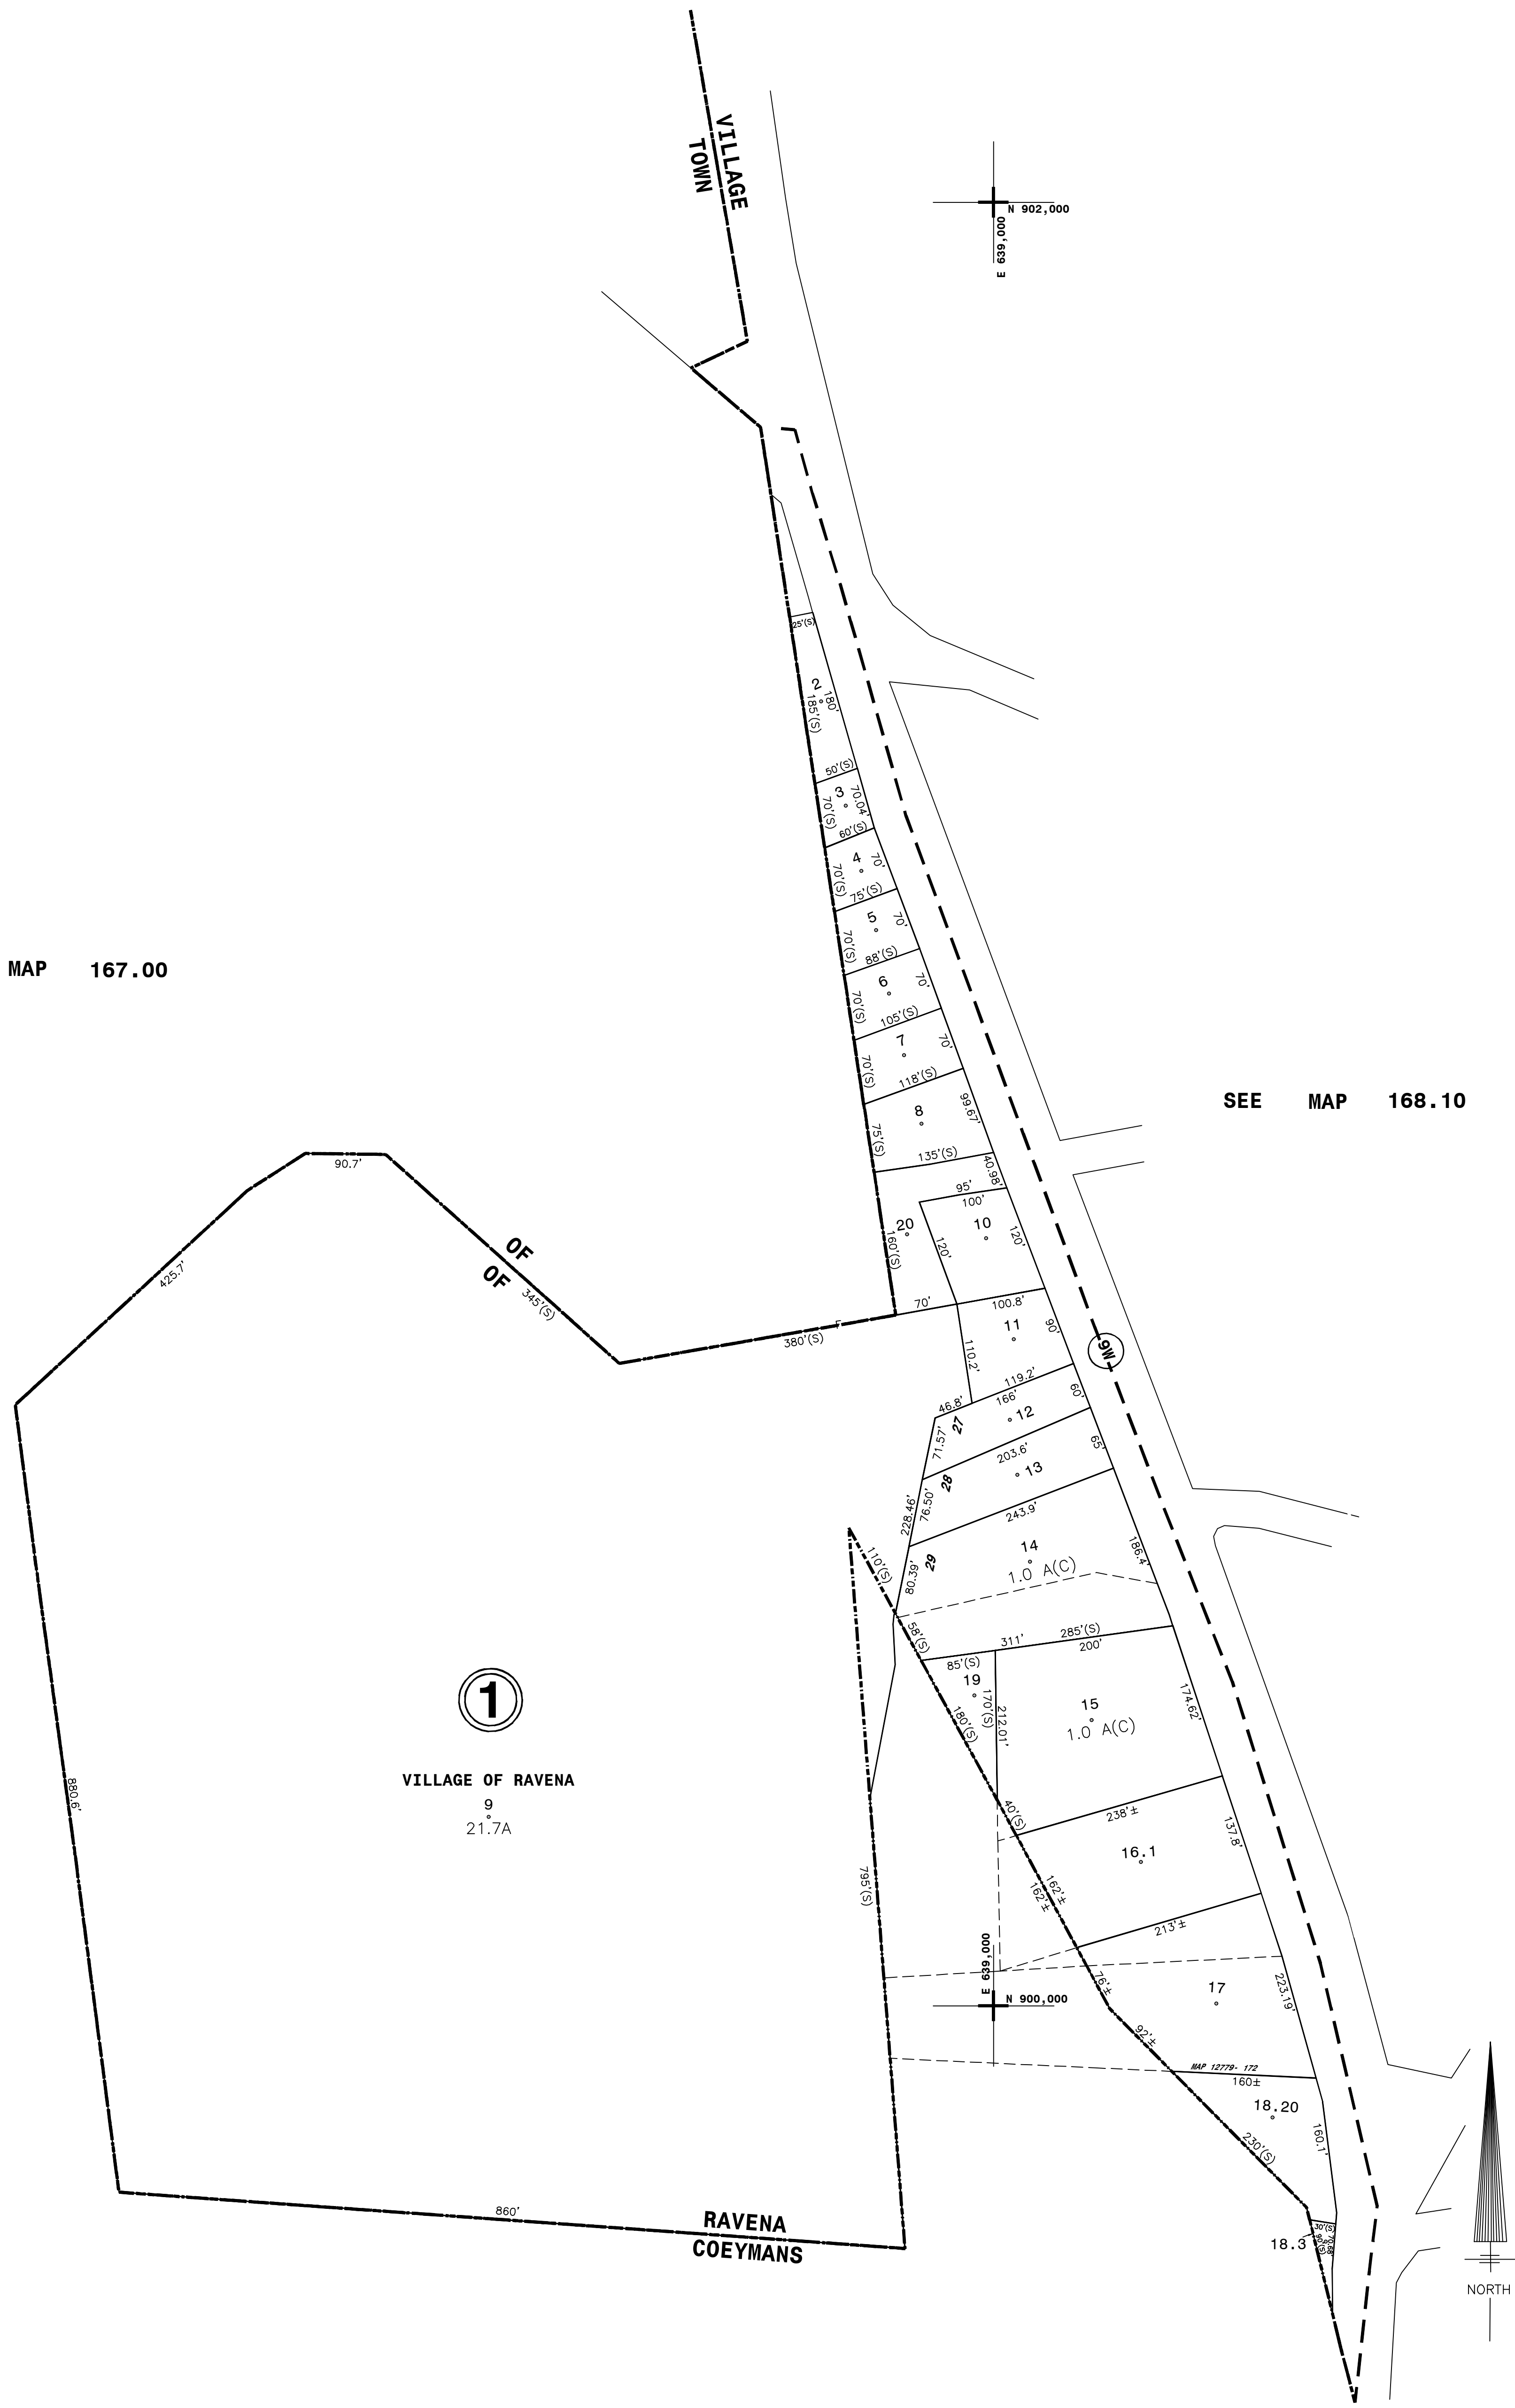 VILLAGE
TOWN
N 902,000
E 639,000
25'(S)
2
180'
185'(S)
50'(S)
3
70.04'
70'(S)
60'(S)
4
70'
70'(S)
75'(S)
5
70'
70'(S)
88'(S)
6
70'
70'(S)
105'(S)
7
70'
70'(S)
118'(S)
8
99.67'
75'(S)
135'(S)
40.98'
MAP 167.00
SEE MAP 168.10
90.7'
425.7'
OF
OF
345'(S)
380'(S)
95'
100'
20
10
120'
120'
160'(S)
70'
100.8'
11
90'
110.2'
9W
119.2'
46.8'
166'
60'
27
12
71.57'
203.6'
65'
28
13
76.50'
228.46'
243.9'
29
14
186.4'
1.0 A(C)
80.39'
110'(S)
58'(S)
311'
285'(S)
200'
85'(S)
19
170'(S)
212.01'
180'(S)
15
1.0 A(C)
174.62'
1
VILLAGE OF RAVENA
9
21.7A
880.6'
795'(S)
40'(S)
238'±
137.8'
16.1
162'±
162'±
213'±
E 639,000
N 900,000
76'±
17
223.19'
92'±
MAP 12779- 172
160±
18.20
160.1'
230'(S)
860'
RAVENA
COEYMANS
18.3
30'(S)
90'(S)
NORTH